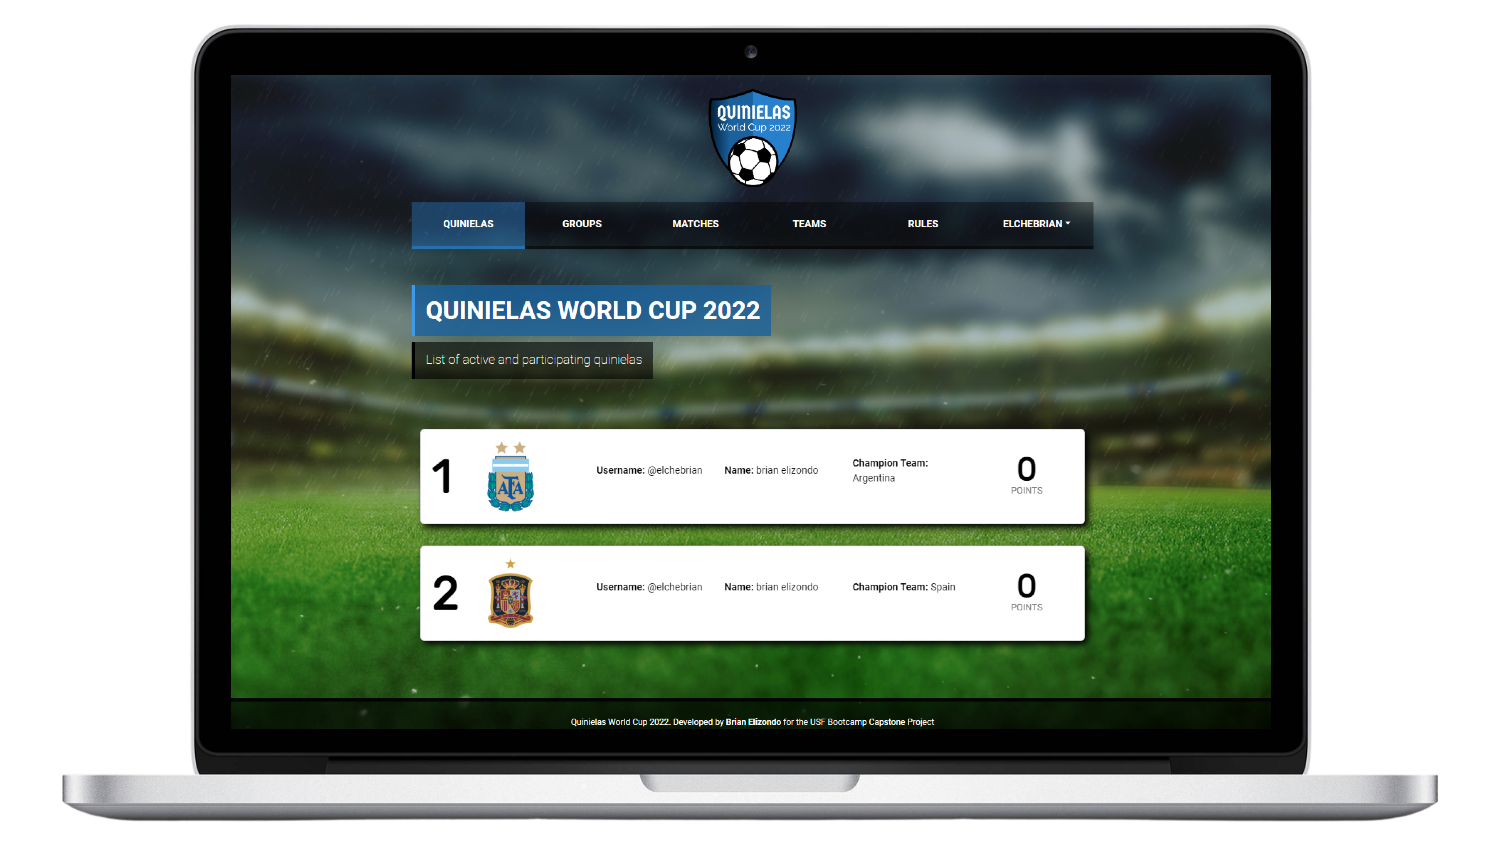 QUINIELAS
World Cup 2022
QUINIELAS GROUPS MATCHES TEAMS RULES ELCHEBRIAN
QUINIELAS WORLD CUP 2022
List of active and participating quinielas
1 AFA Username: @elchebrian Name: brian elizondo Champion Team: Argentina 0 POINTS
2 Username: @elchebrian Name: brian elizondo Champion Team: Spain 0 POINTS
Quinielas World Cup 2022. Developed by Brian Elizondo for the USF Bootcamp Capstone Project